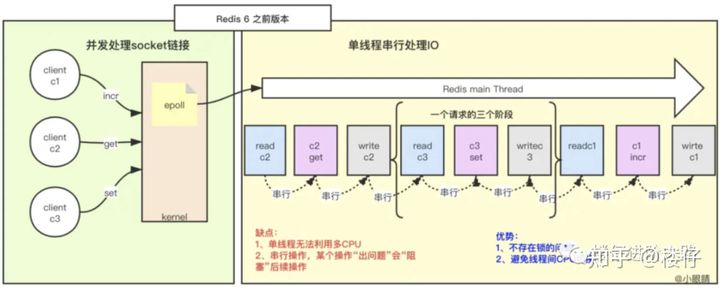 Redis 6 之前版本
并发处理socket链接
单线程串行处理IO
client
c1
incr
client
c2
get
client
c3
set
epoll
kernel
Redis main Thread
一个请求的三个阶段
read
c2
c2
get
write
c2
read
c3
c3
set
writec
3
readc1
c1
incr
wirte
c1
串行
串行
串行
串行
串行
串行
串行
串行
缺点：
1、单线程无法利用多CPU
2、串行操作，某个操作“出问题”会“阻
塞”后续操作
优势：
1、不存在锁的问
2、避免线程间CPU
知乎 @楼仔
@小眼睛